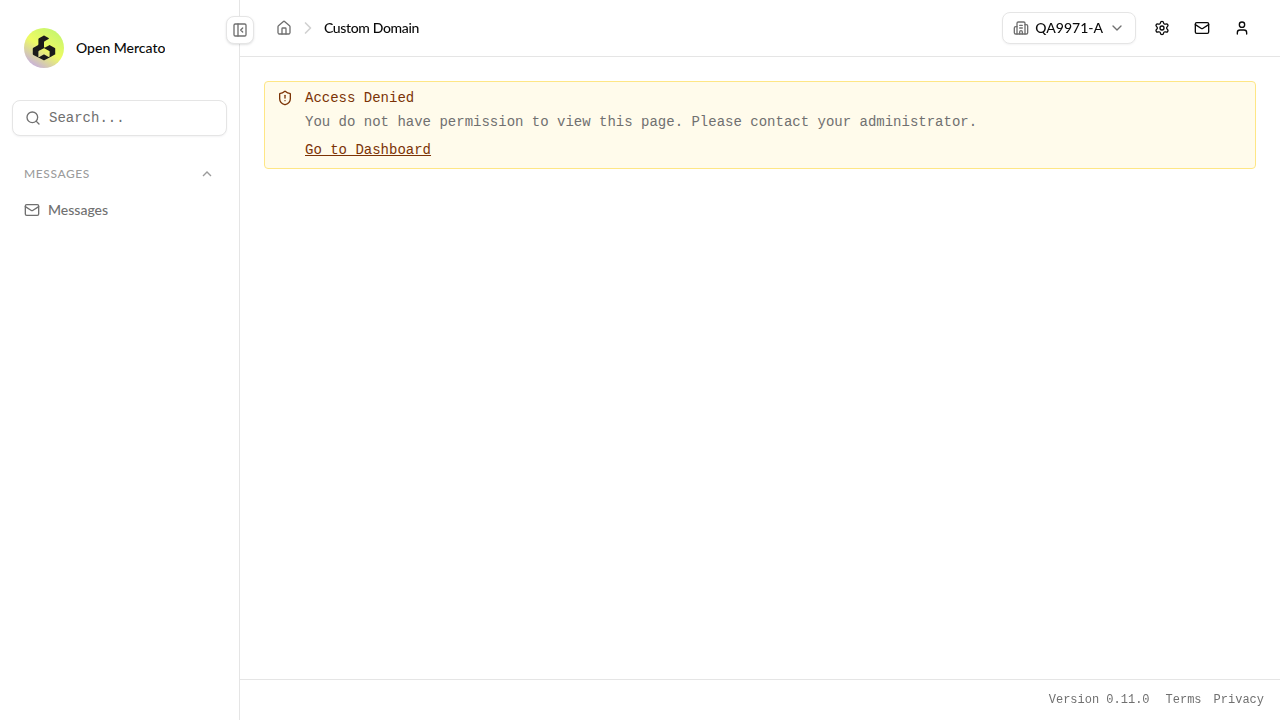 Open Mercato
Search...
MESSAGES
Messages
Custom Domain
QA9971-A
Access Denied
You do not have permission to view this page. Please contact your administrator.
Go to Dashboard
Version 0.11.0 Terms Privacy